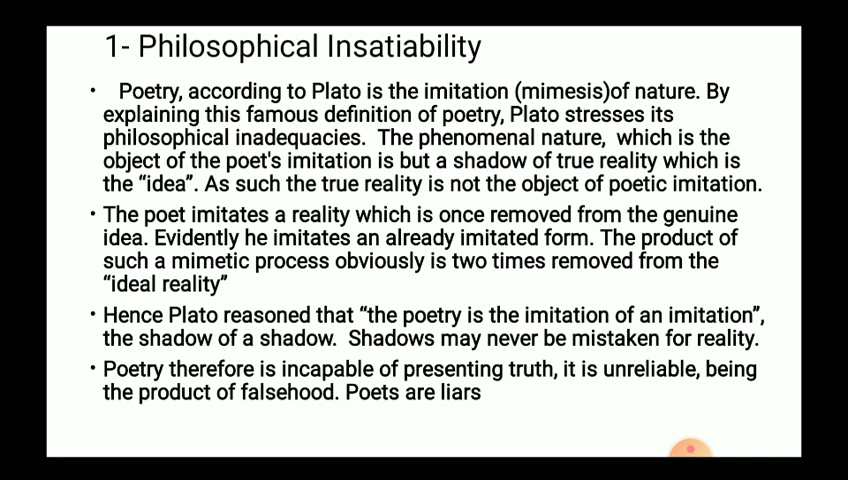 1- Philosophical Insatiability
• Poetry, according to Plato is the imitation (mimesis)of nature. By
explaining this famous definition of poetry, Plato stresses its
philosophical inadequacies. The phenomenal nature, which is the
object of the poet's imitation is but a shadow of true reality which is
the “idea”. As such the true reality is not the object of poetic imitation.
• The poet imitates a reality which is once removed from the genuine
idea. Evidently he imitates an already imitated form. The product of
such a mimetic process obviously is two times removed from the
“ideal reality”
• Hence Plato reasoned that “the poetry is the imitation of an imitation”,
the shadow of a shadow. Shadows may never be mistaken for reality.
• Poetry therefore is incapable of presenting truth, it is unreliable, being
the product of falsehood. Poets are liars